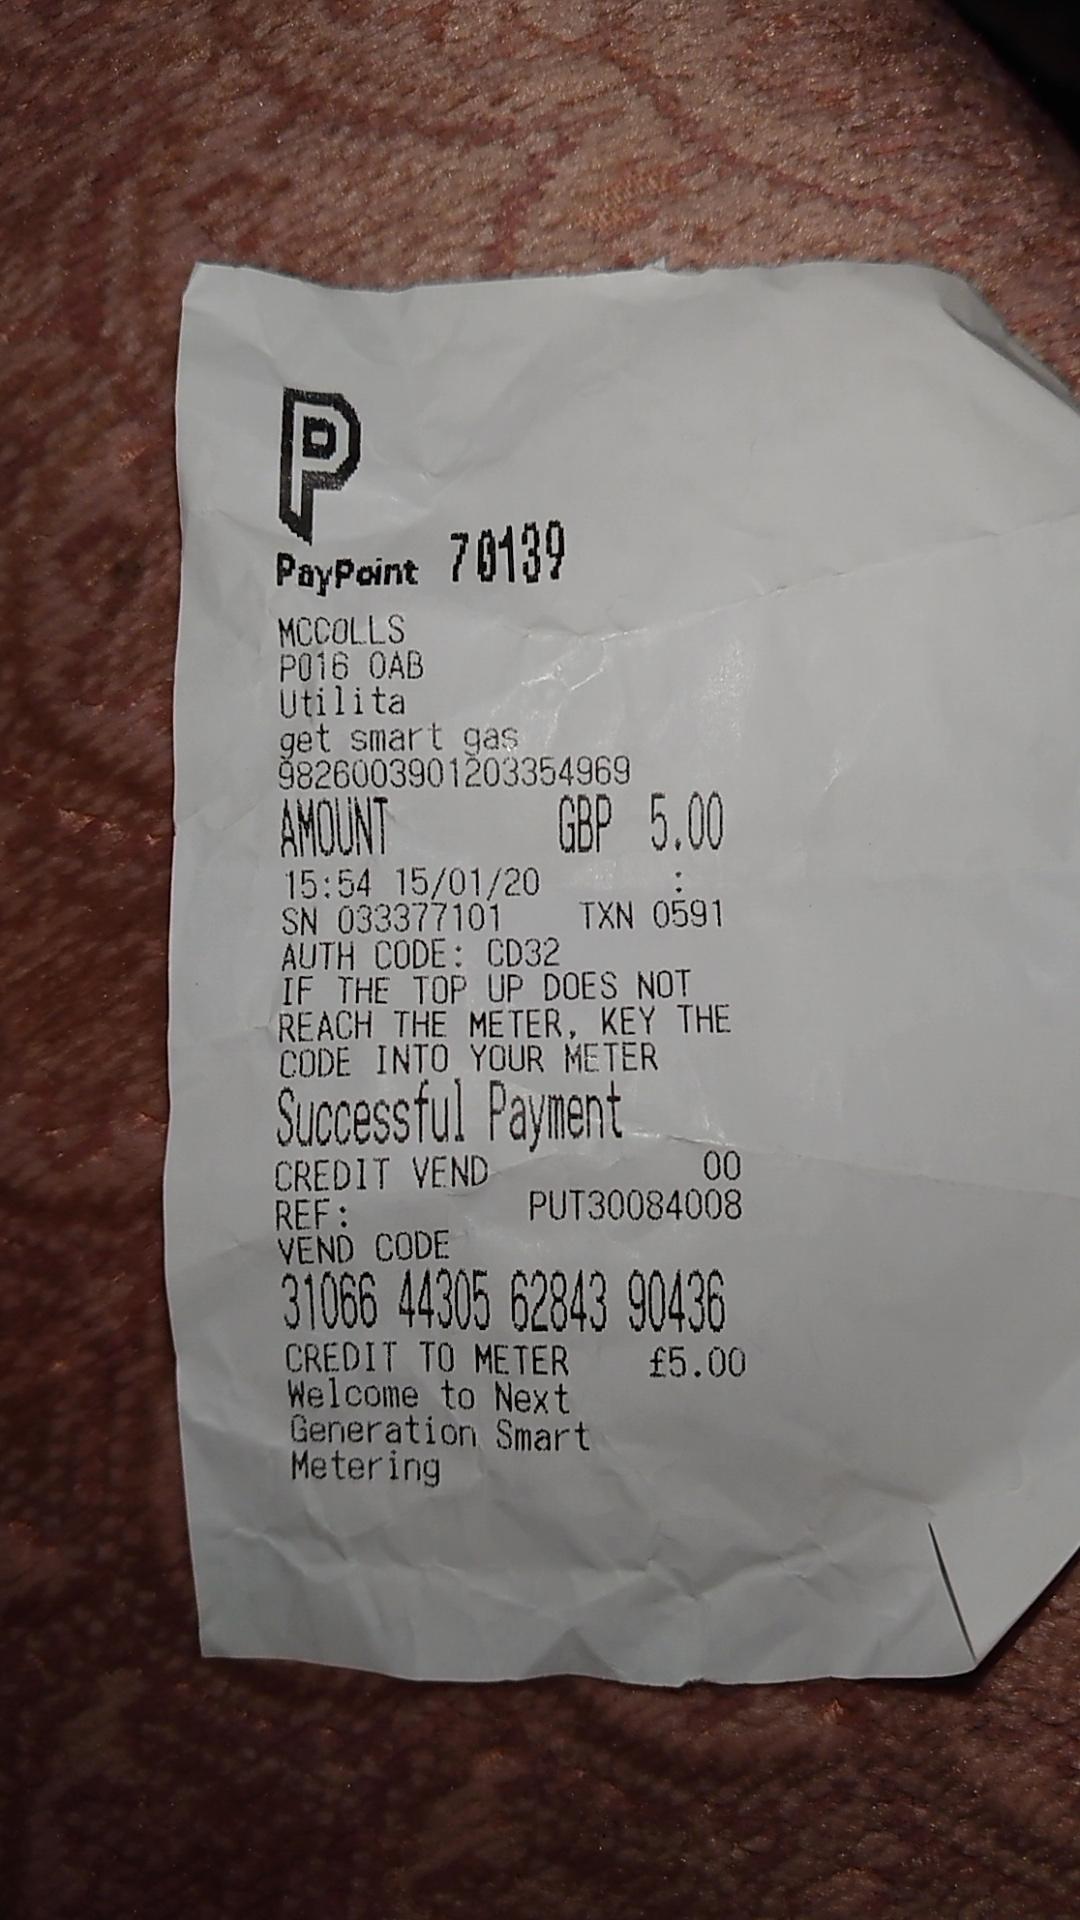 P
PayPoint 70139
MCCOLLS
PO16 0AB
Utilita
get smart gas
9826003901203354969
AMOUNT GBP 5.00
15:54 15/01/20 :
SN 033377101 TXN 0591
AUTH CODE: CD32
IF THE TOP UP DOES NOT
REACH THE METER, KEY THE
CODE INTO YOUR METER
Successful Payment
CREDIT VEND 00
REF: PUT30084008
VEND CODE
31066 44305 62843 90436
CREDIT TO METER £5.00
Welcome to Next
Generation Smart
Metering